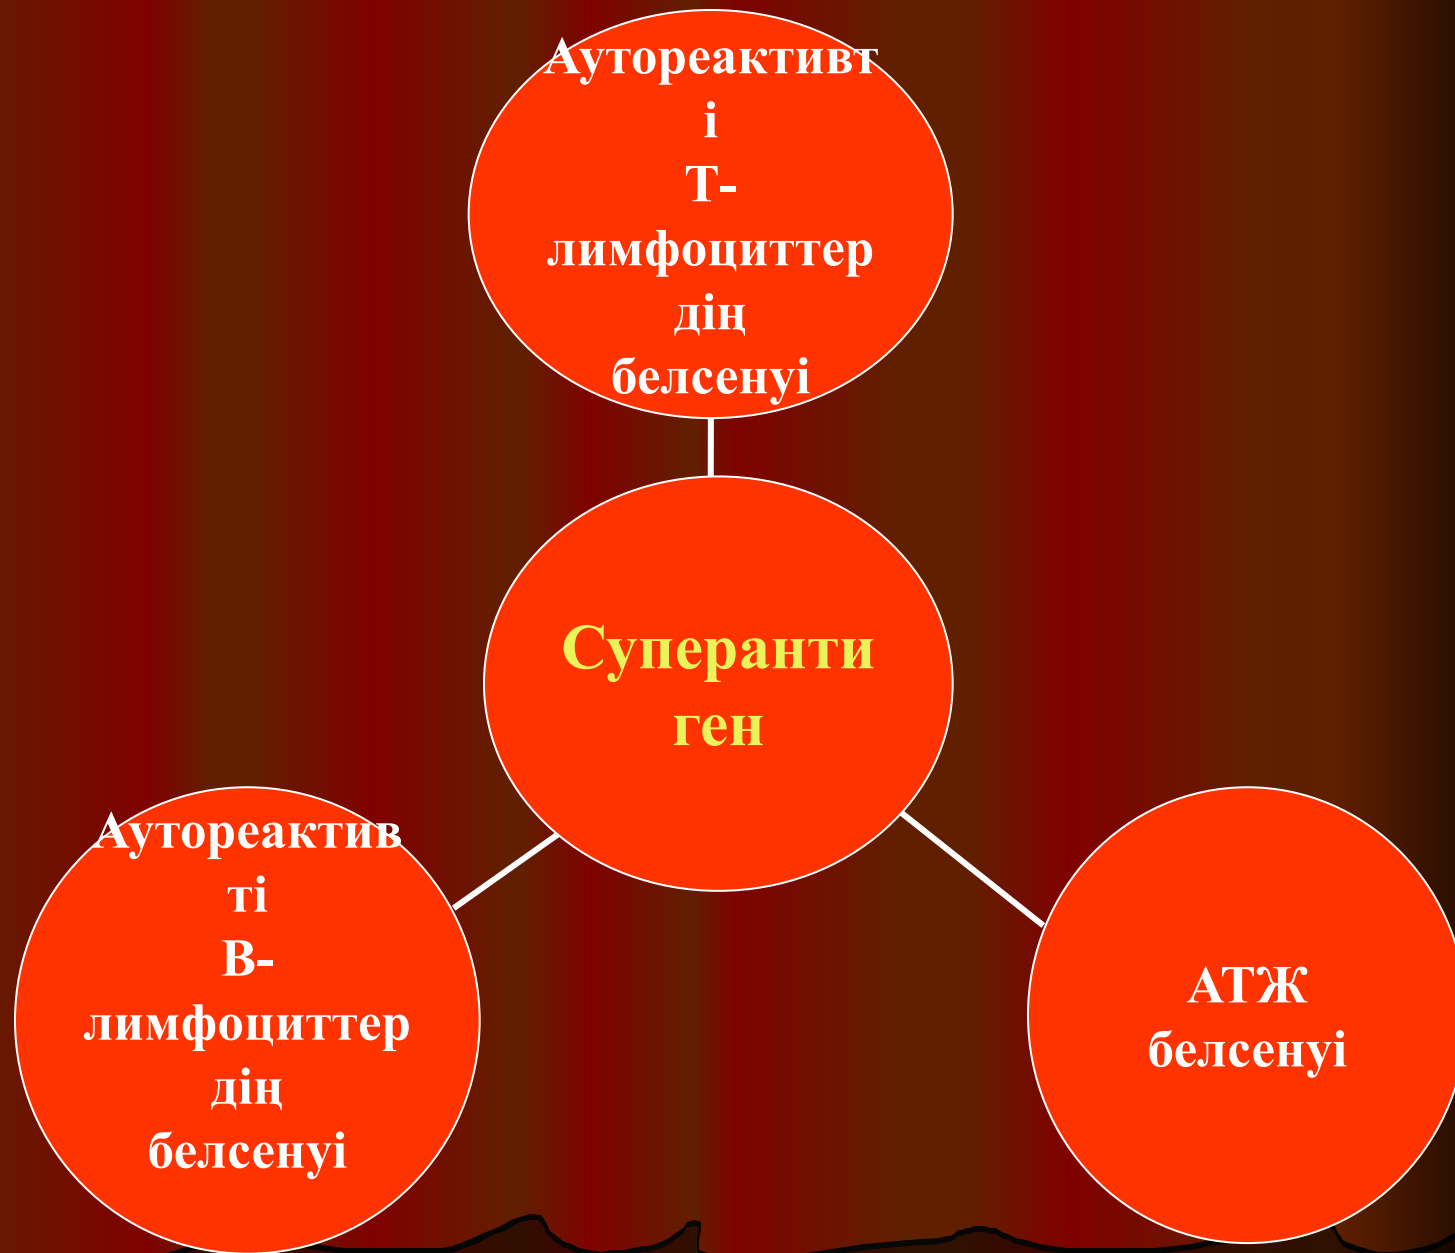 Аутореактивт
і
Т-
лимфоциттер
дің
белсенуі
Суперанти
ген
Аутореактив
ті
В-
лимфоциттер
дің
белсенуі
АТЖ
белсенуі